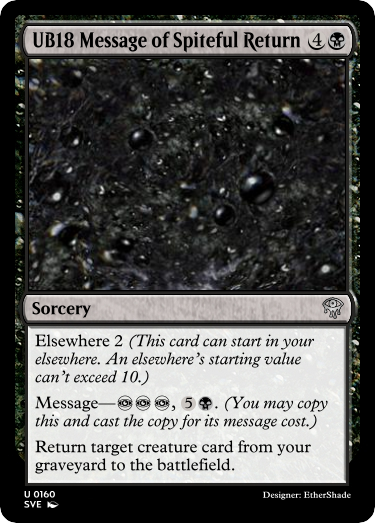 UB18 Message of Spiteful Return 4
Sorcery
Elsewhere 2 (This card can start in your
elsewhere. An elsewhere's starting value
can't exceed 10.)
Message—, 5. (You may copy
this and cast the copy for its message cost.)
Return target creature card from your
graveyard to the battlefield.
U 0160
SVE
Designer: EtherShade